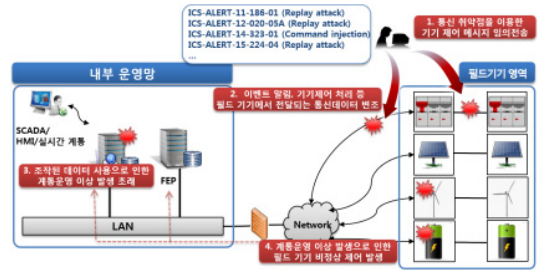 ICS-ALERT-11-186-01 (Replay attack)
ICS-ALERT-12-020-05A (Replay attack)
ICS-ALERT-14-323-01 (Command injection)
ICS-ALERT-15-224-04 (Replay attack)
...
1. 통신 취약점을 이용한
기기 제어 메시지 임의전송
내부 운영망
필드기기 영역
2. 이벤트 알림, 기기제어 처리 등
필드 기기에서 전달되는 통신데이터 변조
SCADA/
HMI/실시간 계통
3. 조작된 데이터 사용으로 인한
계통운영 이상 발생 초래
FEP
LAN
Network
4. 계통운영 이상 발생으로 인한
필드 기기 비정상 제어 발생